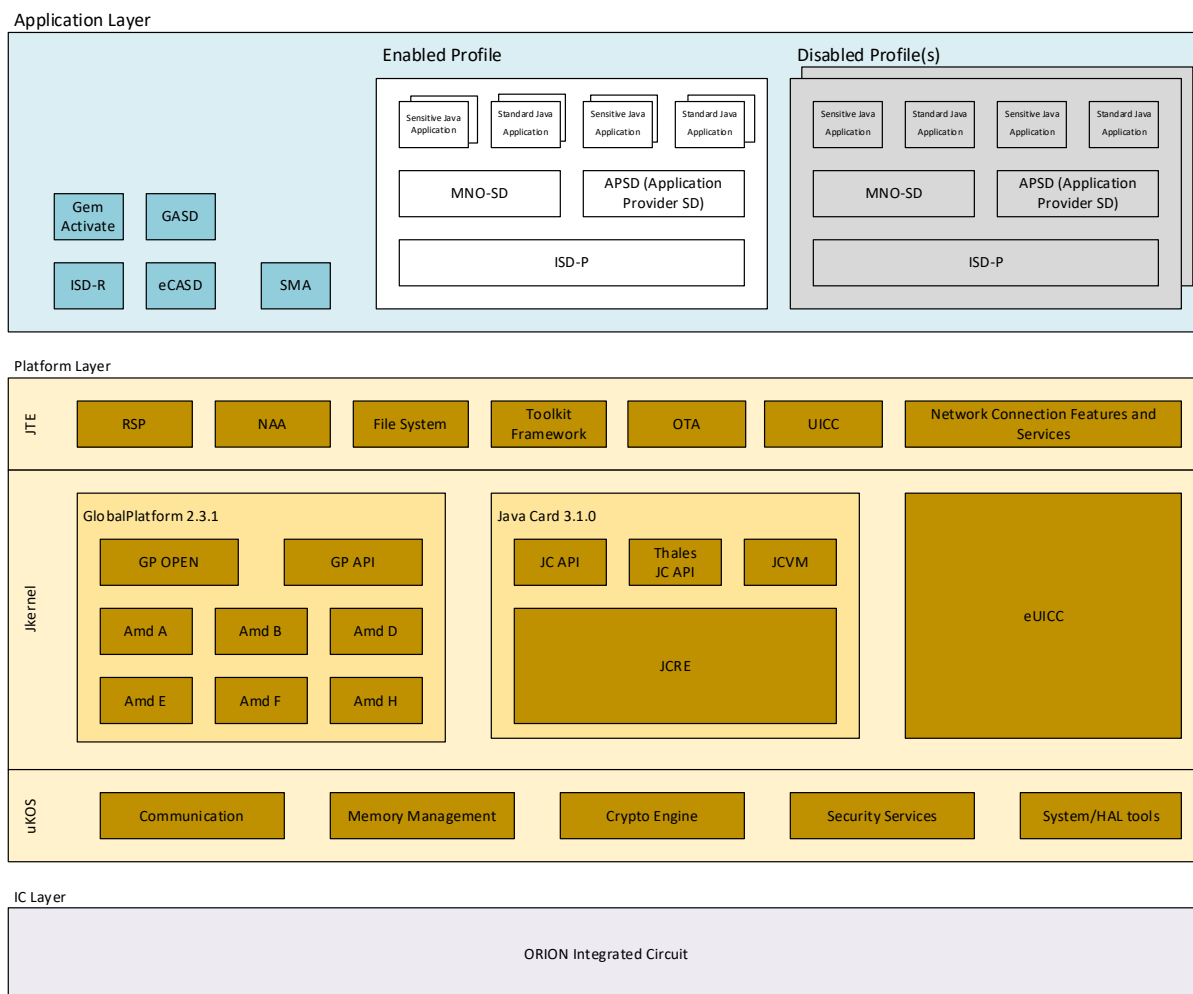 Application Layer
Enabled Profile
Disabled Profile(s)
Sensitive Java
Application
Standard Java
Application
Sensitive Java
Application
Standard Java
Application
Sensitive Java
Application
Standard Java
Application
Sensitive Java
Application
Standard Java
Application
MNO-SD
APSD (Application
Provider SD)
MNO-SD
APSD (Application
Provider SD)
Gem
Activate
GASD
ISD-P
ISD-P
ISD-R
eCASD
SMA
Platform Layer
JTE
RSP
NAA
File System
Toolkit
Framework
OTA
UICC
Network Connection Features and
Services
Jkernel
GlobalPlatform 2.3.1
GP OPEN
GP API
Amd A
Amd B
Amd D
Amd E
Amd F
Amd H
Java Card 3.1.0
JC API
Thales
JC API
JCVM
JCRE
eUICC
uKOS
Communication
Memory Management
Crypto Engine
Security Services
System/HAL tools
IC Layer
ORION Integrated Circuit